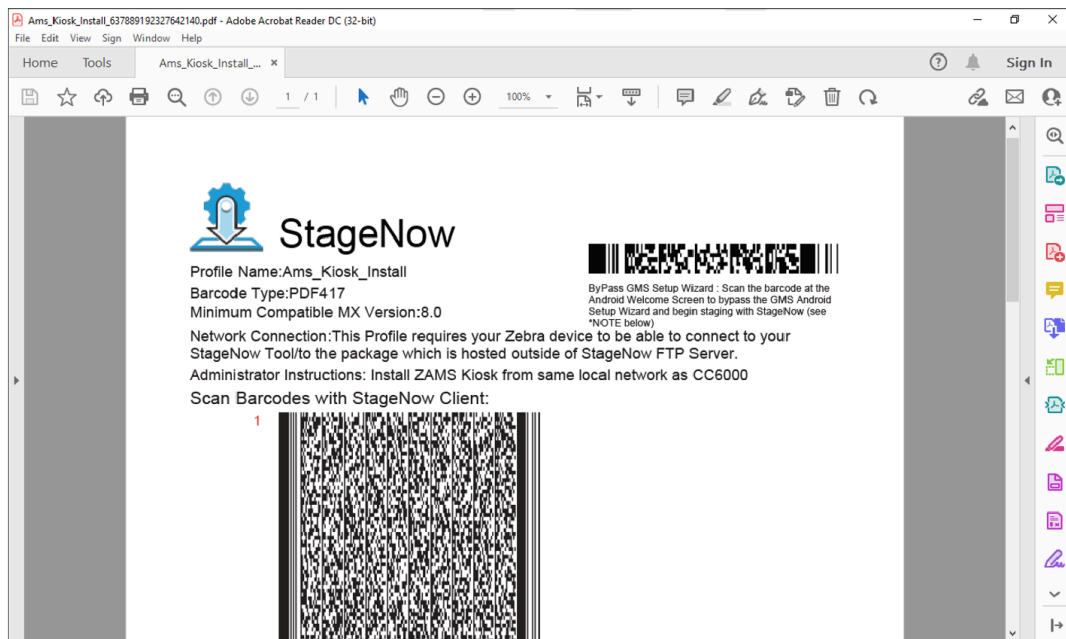 Ams_Kiosk_Install_637889192327642140.pdf - Adobe Acrobat Reader DC (32-bit)
File Edit View Sign Window Help
Home Tools Ams_Kiosk_Install_... × Sign In
1 / 1 100%
StageNow
Profile Name:Ams_Kiosk_Install
Barcode Type:PDF417
Minimum Compatible MX Version:8.0
ByPass GMS Setup Wizard : Scan the barcode at the
Android Welcome Screen to bypass the GMS Android
Setup Wizard and begin staging with StageNow (see
*NOTE below)
Network Connection:This Profile requires your Zebra device to be able to connect to your
StageNow Tool/to the package which is hosted outside of StageNow FTP Server.
Administrator Instructions: Install ZAMS Kiosk from same local network as CC6000
Scan Barcodes with StageNow Client:
1